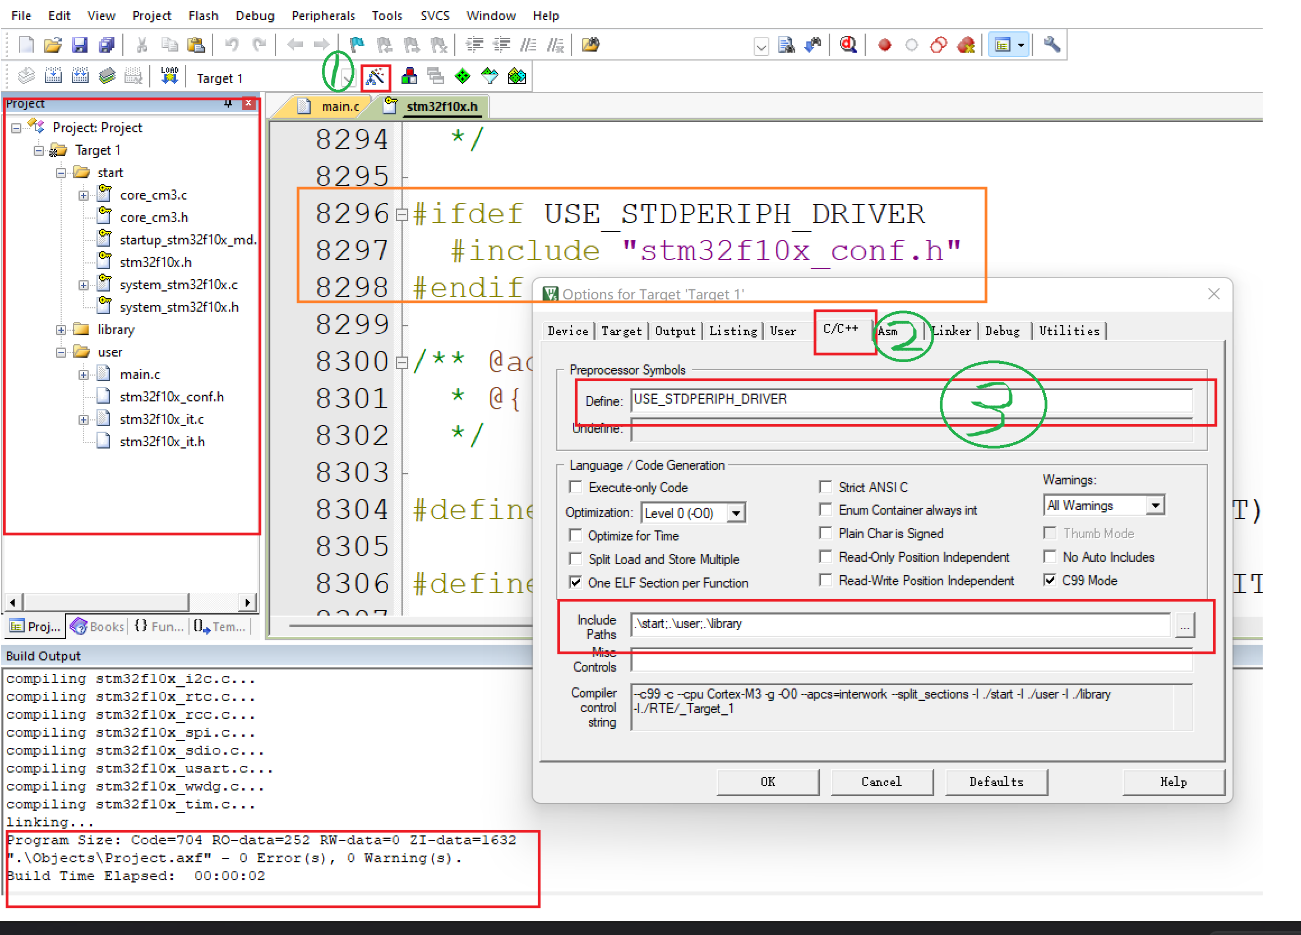 File Edit View Project Flash Debug Peripherals Tools SVCS Window Help
LOAD
Target 1
1
Project
main.c
stm32f10x.h
Project: Project
Target 1
start
core_cm3.c
core_cm3.h
startup_stm32f10x_md.
stm32f10x.h
system_stm32f10x.c
system_stm32f10x.h
library
user
main.c
stm32f10x_conf.h
stm32f10x_it.c
stm32f10x_it.h
Proj... Books {} Fun... Tem...
8294 */
8295
8296 #ifdef USE_STDPERIPH_DRIVER
8297 #include "stm32f10x_conf.h"
8298 #endif
8299
8300 /** @ad
8301 * @{
8302 */
8303
8304 #define T)
8305
8306 #define IT
8307
Options for Target 'Target 1'
Device Target Output Listing User C/C++ Asm 2 Linker Debug Utilities
Preprocessor Symbols
Define: USE_STDPERIPH_DRIVER
3
Undefine:
Language / Code Generation
Execute-only Code
Optimization: Level 0 (-O0)
Optimize for Time
Split Load and Store Multiple
One ELF Section per Function
Strict ANSI C
Enum Container always int
Plain Char is Signed
Read-Only Position Independent
Read-Write Position Independent
Warnings:
All Warnings
Thumb Mode
No Auto Includes
C99 Mode
Include Paths .\start;.\user;.\library
...
Misc Controls
Compiler control string
--c99 -c --cpu Cortex-M3 -g -O0 --apcs=interwork --split_sections -I ./start -I ./user -I ./library
-I./RTE/_Target_1
OK Cancel Defaults Help
Build Output
compiling stm32f10x_i2c.c...
compiling stm32f10x_rtc.c...
compiling stm32f10x_rcc.c...
compiling stm32f10x_spi.c...
compiling stm32f10x_sdio.c...
compiling stm32f10x_usart.c...
compiling stm32f10x_wwdg.c...
compiling stm32f10x_tim.c...
linking...
Program Size: Code=704 RO-data=252 RW-data=0 ZI-data=1632
".\Objects\Project.axf" - 0 Error(s), 0 Warning(s).
Build Time Elapsed: 00:00:02